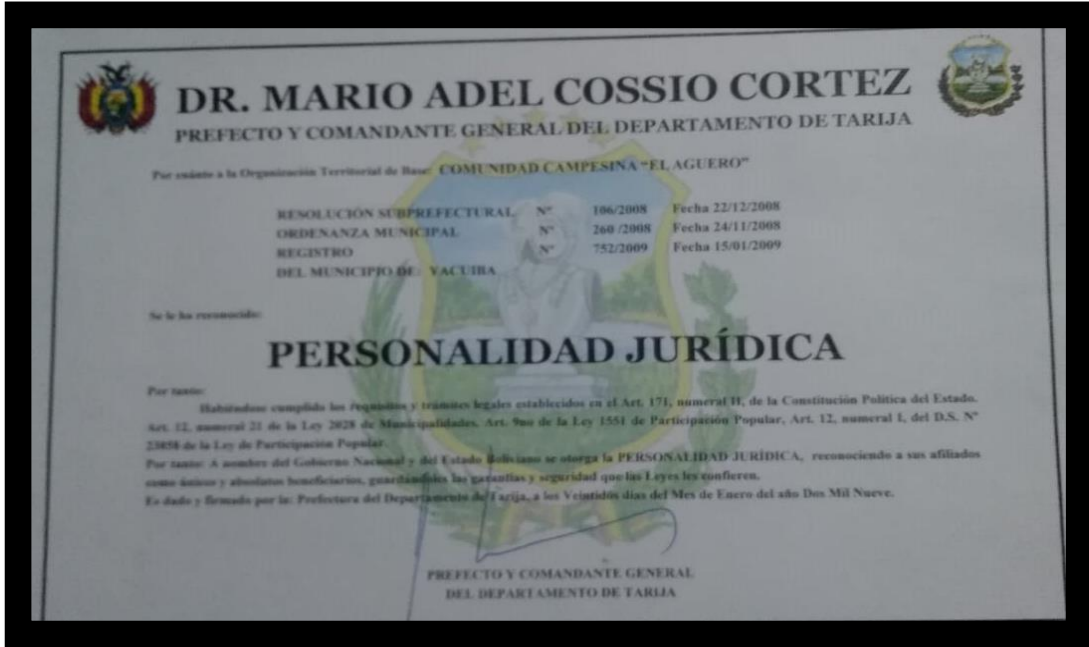 DR. MARIO ADEL COSSIO CORTEZ
PREFECTO Y COMANDANTE GENERAL DEL DEPARTAMENTO DE TARIJA
Por cuánto a la Organización Territorial de Base: COMUNIDAD CAMPESINA "EL AGUERO"
RESOLUCIÓN SUBPREFECTURAL N° 106/2008 Fecha 22/12/2008
ORDENANZA MUNICIPAL N° 260 /2008 Fecha 24/11/2008
REGISTRO N° 752/2009 Fecha 15/01/2009
DEL MUNICIPIO DE: YACUIBA
Se le ha reconocido:
PERSONALIDAD JURÍDICA
Por tanto:
Habiéndose cumplido los requisitos y trámites legales establecidos en el Art. 171, numeral II, de la Constitución Política del Estado.
Art. 12, numeral 21 de la Ley 2028 de Municipalidades. Art. 9no de la Ley 1551 de Participación Popular, Art. 12, numeral I, del D.S. N°
23858 de la Ley de Participación Popular.
Por tanto: A nombre del Gobierno Nacional y del Estado Boliviano se otorga la PERSONALIDAD JURÍDICA, reconociendo a sus afiliados
como únicos y absolutos beneficiarios, guardándoles las garantías y seguridad que las Leyes les confieren.
Es dado y firmado por la: Prefectura del Departamento de Tarija, a los Veintidós días del Mes de Enero del año Dos Mil Nueve.
PREFECTO Y COMANDANTE GENERAL
DEL DEPARTAMENTO DE TARIJA